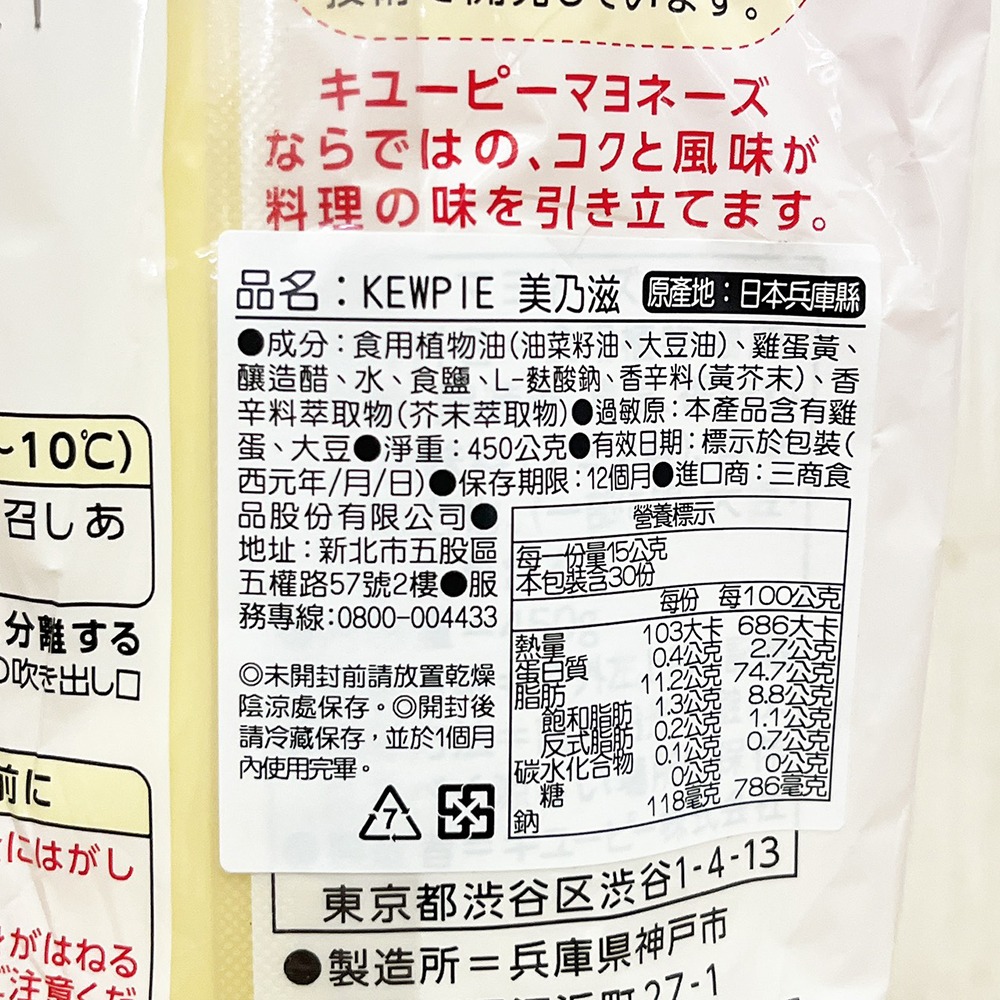 キユーピーマヨネーズ
ならではの、コクと風味が
料理の味を引き立てます。
品名：KEWPIE 美乃滋 原產地：日本兵庫縣
●成分：食用植物油(油菜籽油、大豆油)、雞蛋黃、
釀造醋、水、食鹽、L-麩酸鈉、香辛料(黃芥末)、香
辛料萃取物(芥末萃取物)●過敏原：本產品含有雞
蛋、大豆●淨重：450公克●有效日期：標示於包裝(
西元年/月/日)●保存期限：12個月●進口商：三商食
品股份有限公司●
地址：新北市五股區
五權路57號2樓●服
務專線：0800-004433
◎未開封前請放置乾燥
陰涼處保存。◎開封後
請冷藏保存，並於1個月
內使用完畢。
7
營養標示
每一份量15公克
本包裝含30份
每份 每100公克
熱量 103大卡 686大卡
蛋白質 0.4公克 2.7公克
脂肪 11.2公克 74.7公克
飽和脂肪 1.3公克 8.8公克
反式脂肪 0.2公克 1.1公克
碳水化合物 0.1公克 0.7公克
糖 0公克 0公克
鈉 118毫克 786毫克
東京都渋谷区渋谷1-4-13
●製造所＝兵庫県神戸市
27-1
~10℃)
召しあ
分離する
の吹き出し口
前に
にはがし
がはねる
ご注意くだ